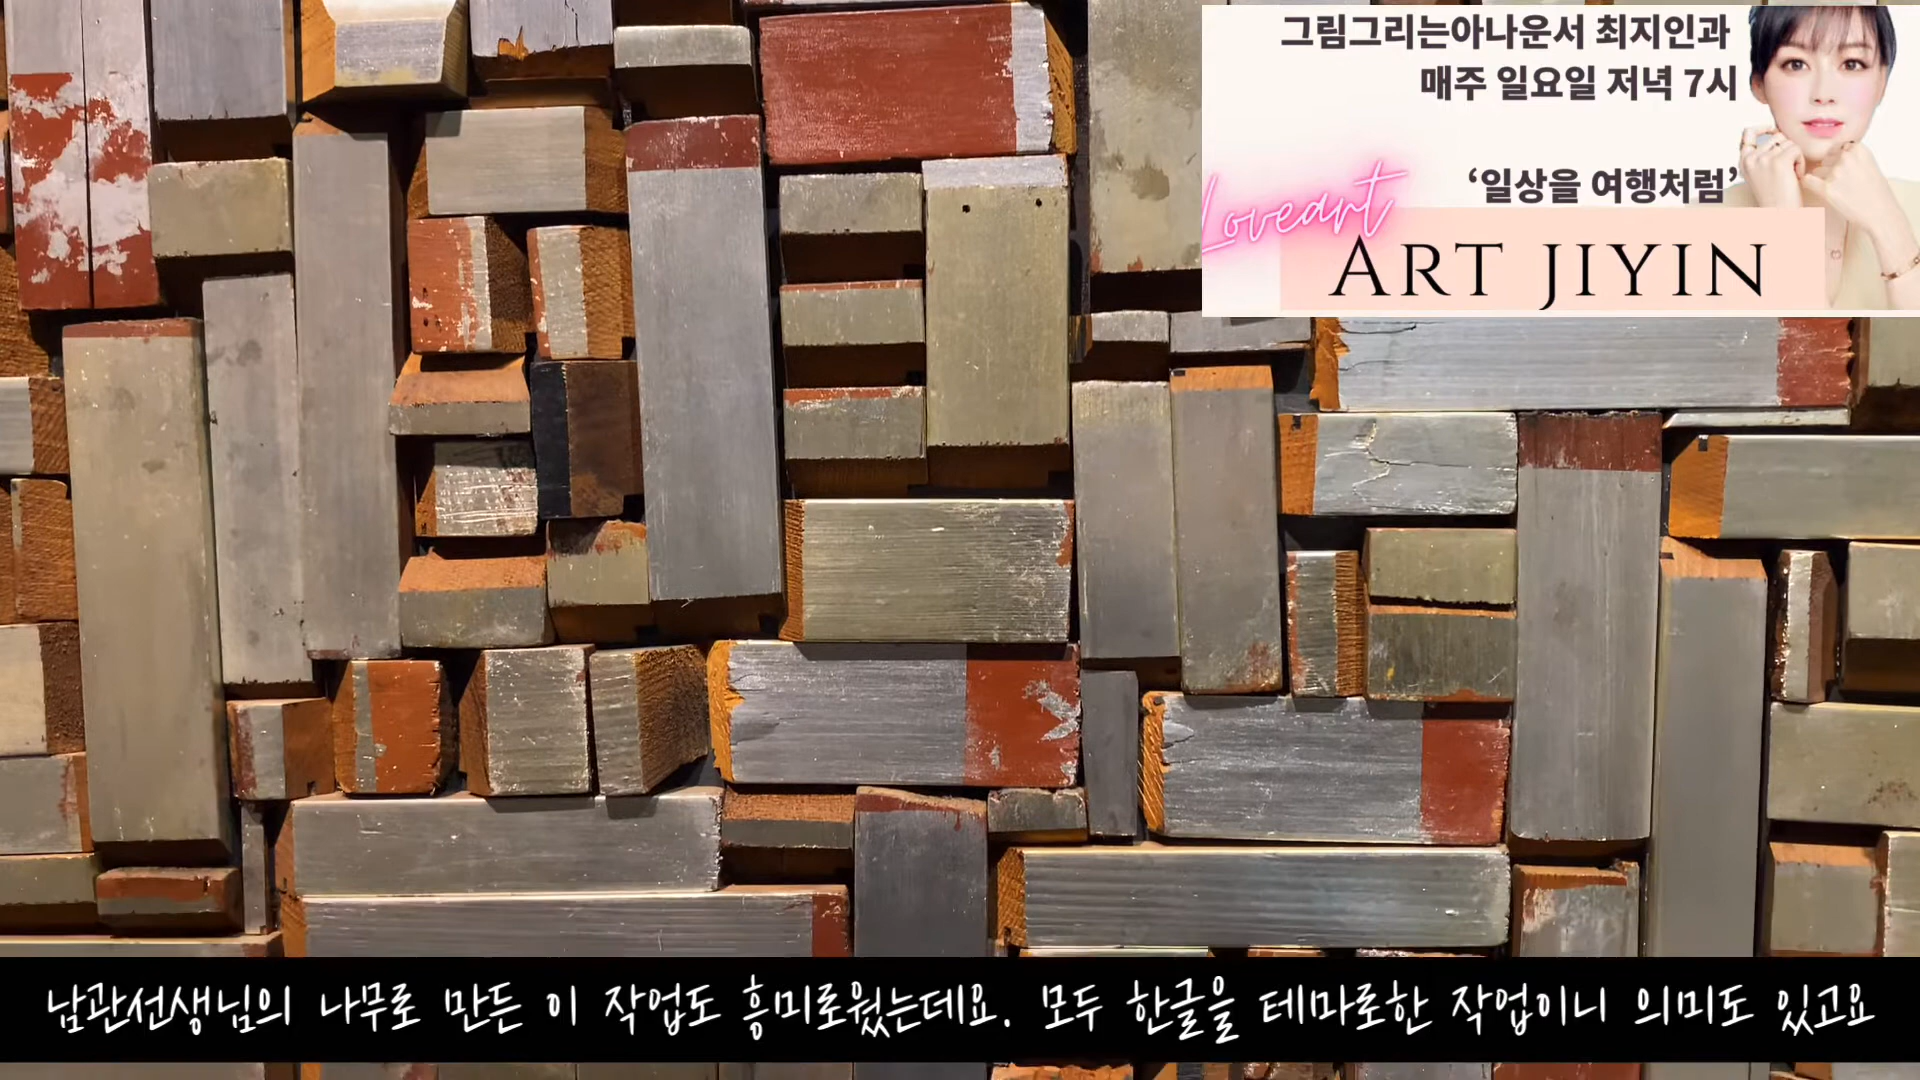 그림그리는아나운서 최지인과
매주 일요일 저녁 7시
‘일상을 여행처럼’
Loveart
ART JIYIN
남관선생님의 나무로 만든 이 작업도 흥미로웠는데요. 모두 한글을 테마로한 작업이니 의미도 있고요